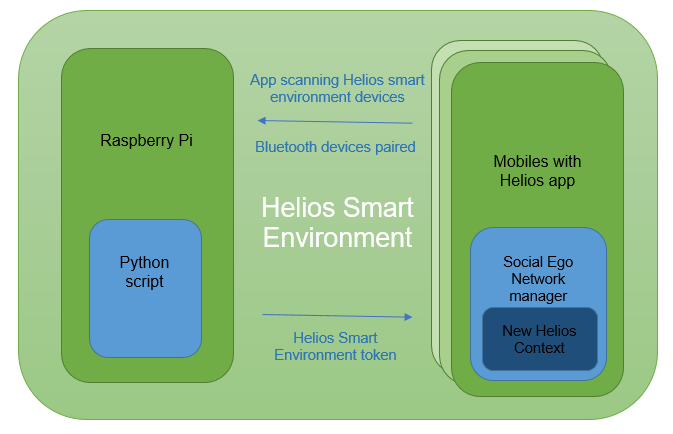 App scanning Helios smart
environment devices
Bluetooth devices paired
Raspberry Pi
Mobiles with
Helios app
Helios Smart
Environment
Python
script
Social Ego
Network
manager
New Helios
Context
Helios Smart
Environment token